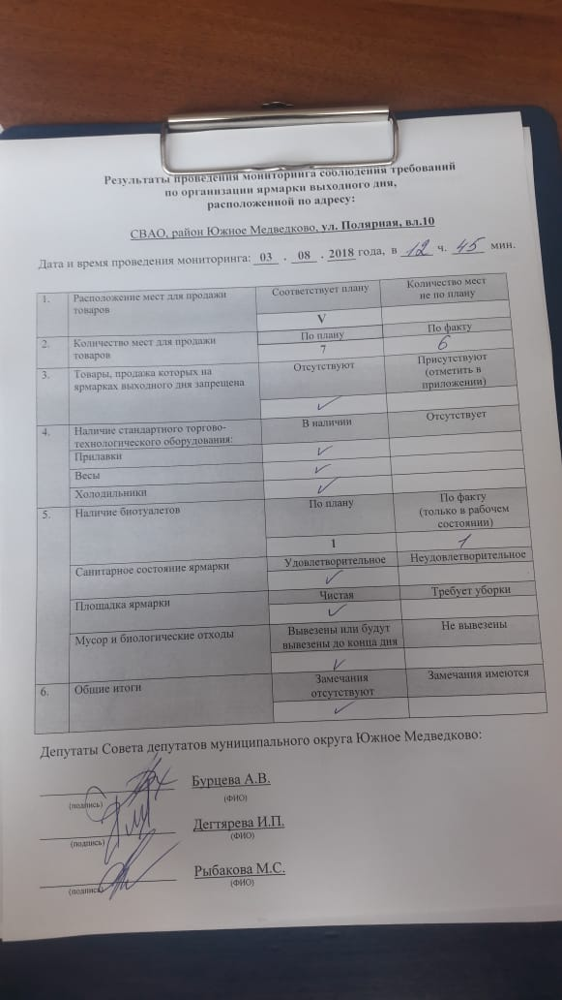 Результаты проведения мониторинга соблюдения требований
по организации ярмарки выходного дня,
расположенной по адресу:
СВАО, район Южное Медведково, ул. Полярная, вл.10
Дата и время проведения мониторинга: 03 . 08 . 2018 года, в 12 ч. 45 мин.
1. Расположение мест для продажи товаров Соответствует плану Количество мест не по плану
V
2. Количество мест для продажи товаров По плану По факту
7 6
3. Товары, продажа которых на ярмарках выходного дня запрещена Отсутствуют Присутствуют (отметить в приложении)
✓
4. Наличие стандартного торгово-технологического оборудования: В наличии Отсутствует
Прилавки ✓
Весы ✓
Холодильники ✓
5. Наличие биотуалетов По плану По факту (только в рабочем состоянии)
1 1
Санитарное состояние ярмарки Удовлетворительное Неудовлетворительное
✓
Площадка ярмарки Чистая Требует уборки
✓
Мусор и биологические отходы Вывезены или будут вывезены до конца дня Не вывезены
✓
6. Общие итоги Замечания отсутствуют Замечания имеются
✓
Депутаты Совета депутатов муниципального округа Южное Медведково:
Бурцева А.В.
(подпись) (ФИО)
Дегтярева И.П.
(подпись) (ФИО)
Рыбакова М.С.
(подпись) (ФИО)